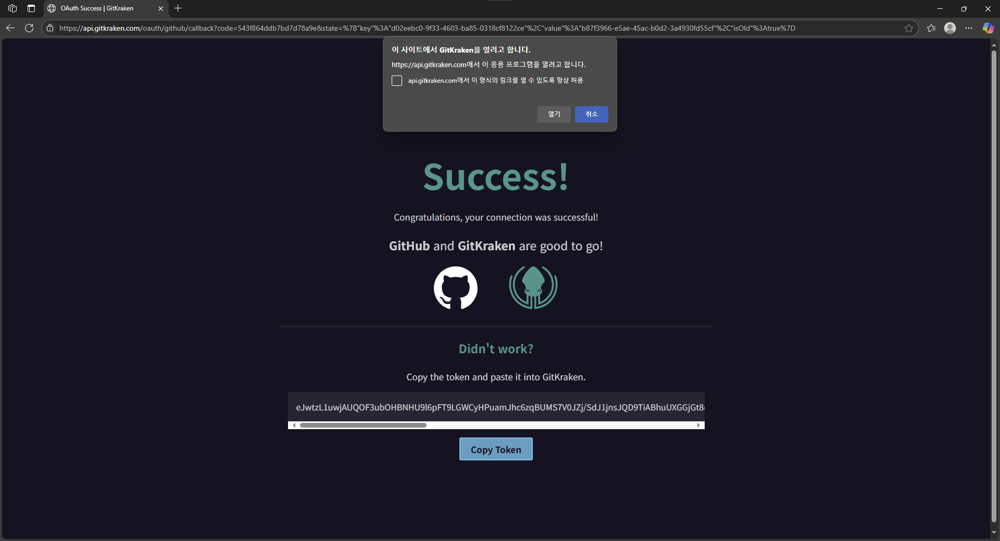 OAuth Success | GitKraken
https://api.gitkraken.com/oauth/github/callback?code=543f864ddb7bd7d78a9e&state=%7B"key"%3A"d02eebc0-9f33-4603-ba85-0318cf8122ce"%2C"value"%3A"b87f3966-e5ae-45ac-b0d2-3a4930fd55cf"%2C"isOld"%3Atrue%7D
이 사이트에서 GitKraken을 열려고 합니다.
https://api.gitkraken.com에서 이 응용 프로그램을 열려고 합니다.
api.gitkraken.com에서 이 형식의 링크를 열 수 있도록 항상 허용
열기 취소
Success!
Congratulations, your connection was successful!
GitHub and GitKraken are good to go!
Didn't work?
Copy the token and paste it into GitKraken.
eJwtzL1uwjAUQOF3ubOHBNHU9l6pFT9LGWCyHPuamJhc6zqBUMS7V0JZj/SdJ1jnsJQD9TiABhuUXGGjGt8
Copy Token